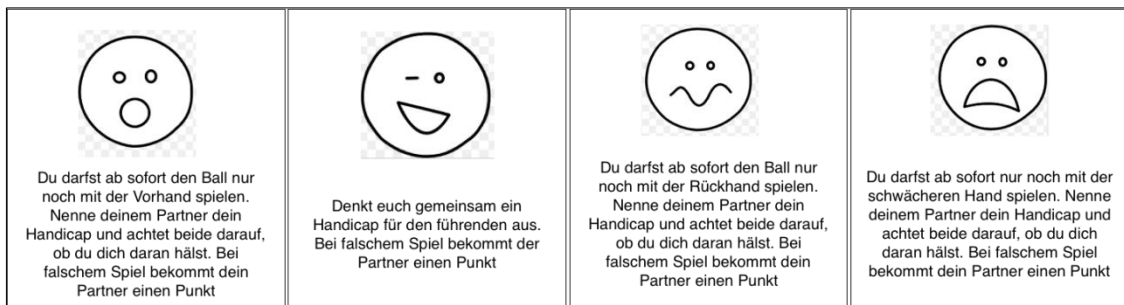 Du darfst ab sofort den Ball nur
noch mit der Vorhand spielen.
Nenne deinem Partner dein
Handicap und achtet beide darauf,
ob du dich daran hälst. Bei
falschem Spiel bekommt dein
Partner einen Punkt
Denkt euch gemeinsam ein
Handicap für den führenden aus.
Bei falschem Spiel bekommt der
Partner einen Punkt
Du darfst ab sofort den Ball nur
noch mit der Rückhand spielen.
Nenne deinem Partner dein
Handicap und achtet beide darauf,
ob du dich daran hälst. Bei
falschem Spiel bekommt dein
Partner einen Punkt
Du darfst ab sofort nur noch mit der
schwächeren Hand spielen. Nenne
deinem Partner dein Handicap und
achtet beide darauf, ob du dich
daran hälst. Bei falschem Spiel
bekommt dein Partner einen Punkt